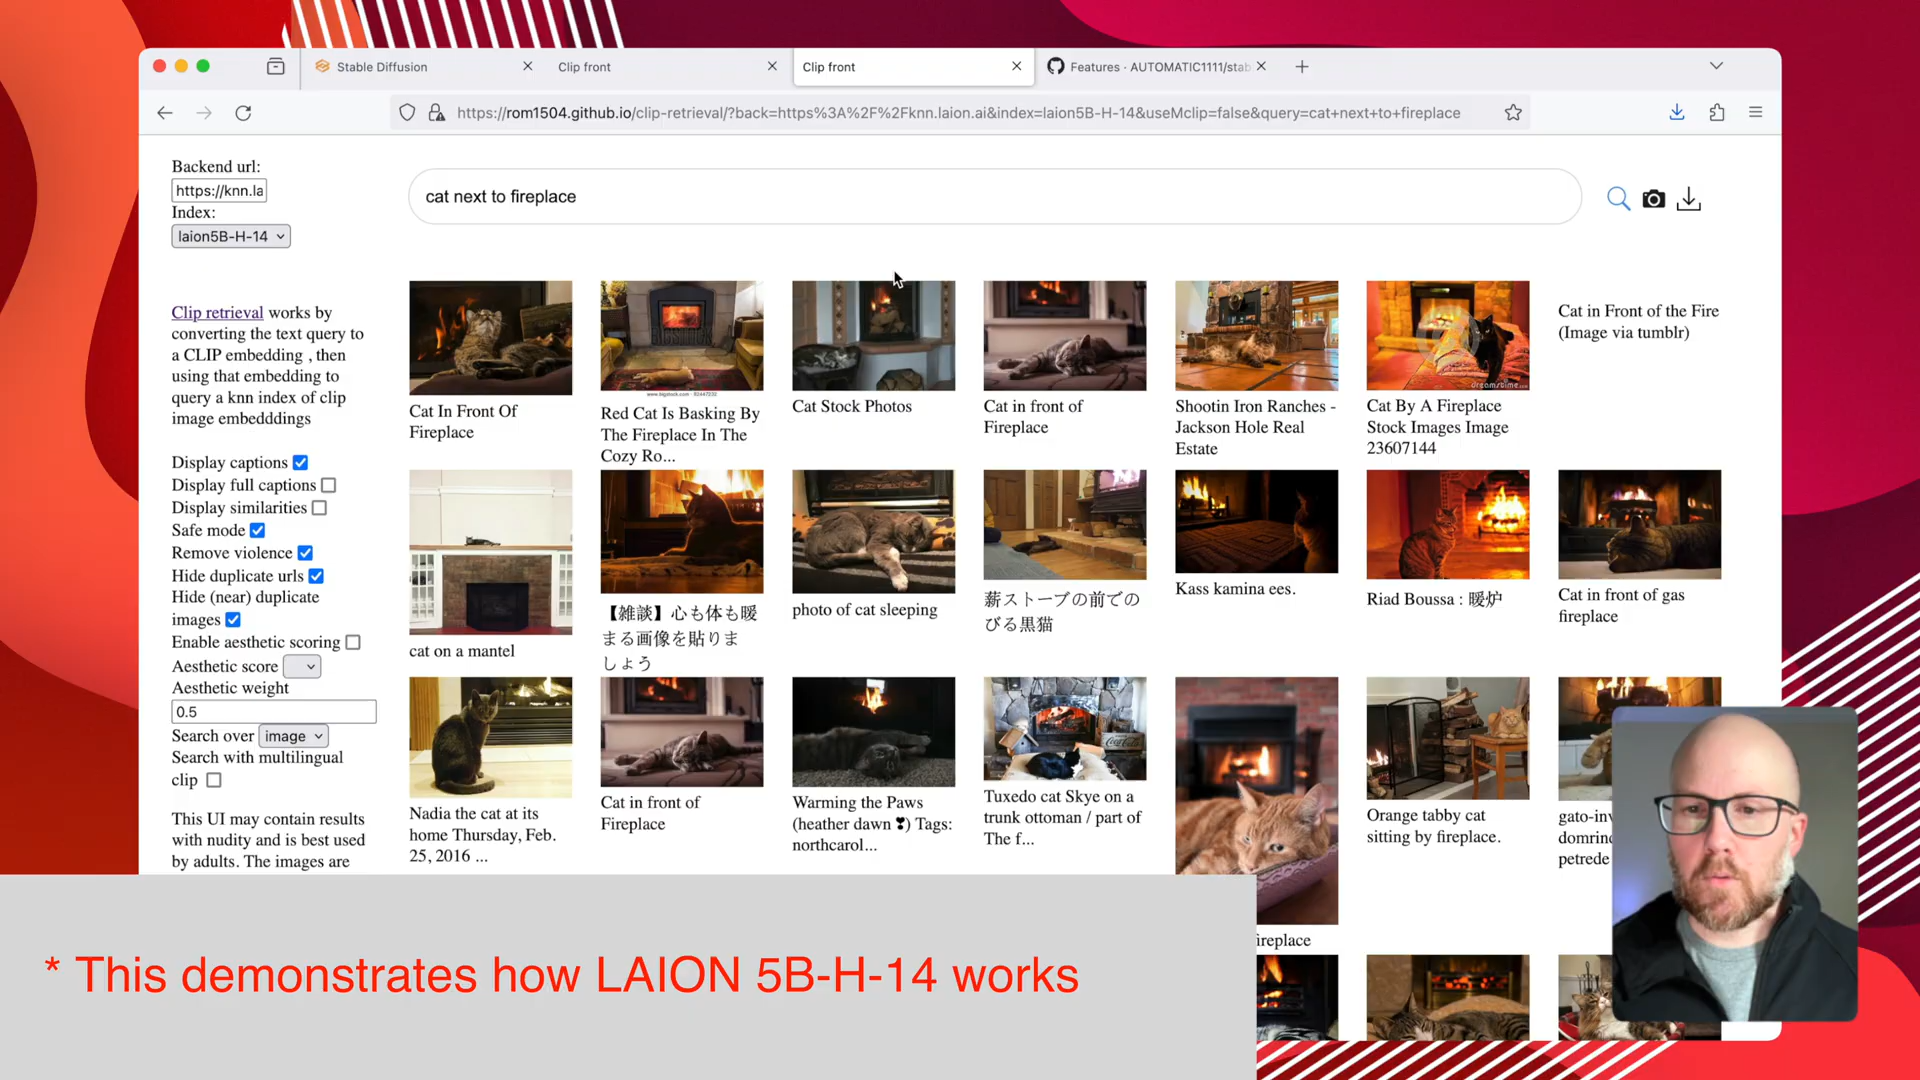 Stable Diffusion
Clip front
Clip front
Features · AUTOMATIC1111/stab
https://rom1504.github.io/clip-retrieval/?back=https%3A%2F%2Fknn.laion.ai&index=laion5B-H-14&useMclip=false&query=cat+next+to+fireplace
Backend url:
https://knn.la
Index:
laion5B-H-14
cat next to fireplace
Clip retrieval works by
converting the text query to
a CLIP embedding , then
using that embedding to
query a knn index of clip
image embedddings
Display captions
Display full captions
Display similarities
Safe mode
Remove violence
Hide duplicate urls
Hide (near) duplicate
images
Enable aesthetic scoring
Aesthetic score
Aesthetic weight
0.5
Search over image
Search with multilingual
clip
This UI may contain results
with nudity and is best used
by adults. The images are
Cat In Front Of
Fireplace
Red Cat Is Basking By
The Fireplace In The
Cozy Ro...
Cat Stock Photos
Cat in front of
Fireplace
Shootin Iron Ranches -
Jackson Hole Real
Estate
dreamstime
Cat By A Fireplace
Stock Images Image
23607144
Cat in Front of the Fire
(Image via tumblr)
cat on a mantel
【雑談】心も体も暖
まる画像を貼りま
しょう
photo of cat sleeping
薪ストーブの前での
びる黒猫
Kass kamina ees.
Riad Boussa : 暖炉
Cat in front of gas
fireplace
Nadia the cat at its
home Thursday, Feb.
25, 2016 ...
Cat in front of
Fireplace
Warming the Paws
(heather dawn ❣) Tags:
northcarol...
Coca-Cola
Tuxedo cat Skye on a
trunk ottoman / part of
The f...
ireplace
Orange tabby cat
sitting by fireplace.
gato-inv
domrinc
petrede
* This demonstrates how LAION 5B-H-14 works